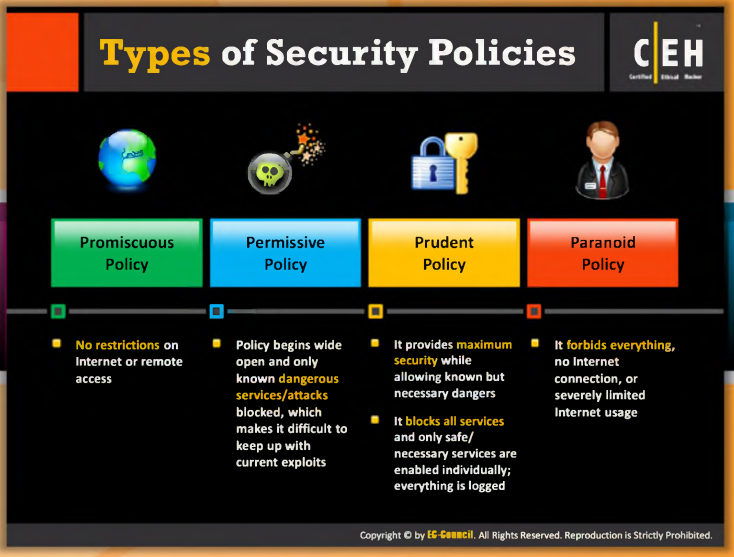 Types of Security Policies
C|EH
Certified Ethical Hacker
Promiscuous
Policy
Permissive
Policy
Prudent
Policy
Paranoid
Policy
No restrictions on
Internet or remote
access
Policy begins wide
open and only
known dangerous
services/attacks
blocked, which
makes it difficult to
keep up with
current exploits
It provides maximum
security while
allowing known but
necessary dangers
It blocks all services
and only safe/
necessary services are
enabled individually;
everything is logged
It forbids everything,
no Internet
connection, or
severely limited
Internet usage
Copyright © by EC-Council. All Rights Reserved. Reproduction is Strictly Prohibited.